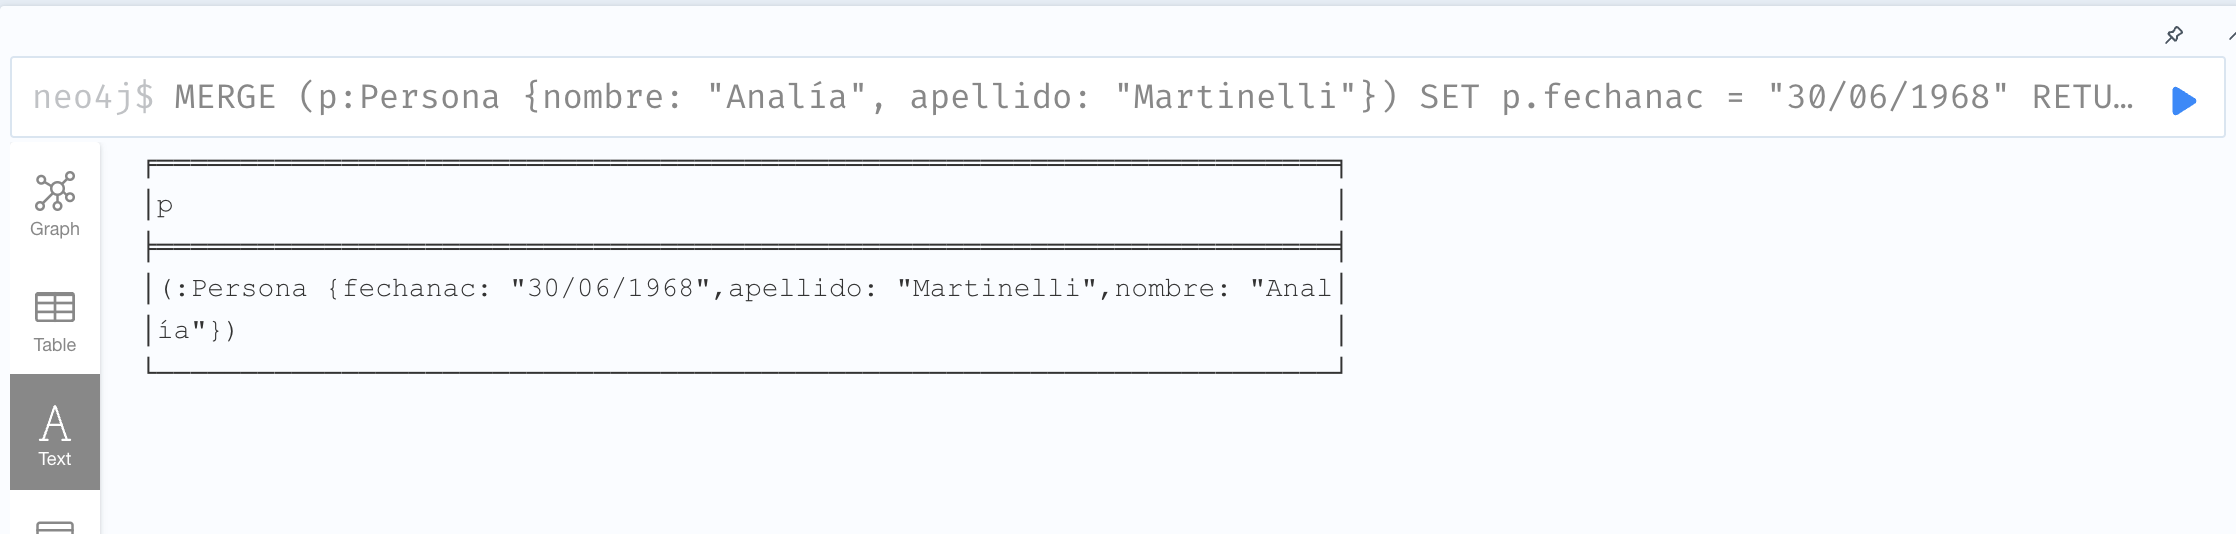 neo4j$ MERGE (p:Persona {nombre: "Analía", apellido: "Martinelli"}) SET p.fechanac = "30/06/1968" RETU…
Graph
Table
Text
p
(:Persona {fechanac: "30/06/1968",apellido: "Martinelli",nombre: "Anal
ía"})